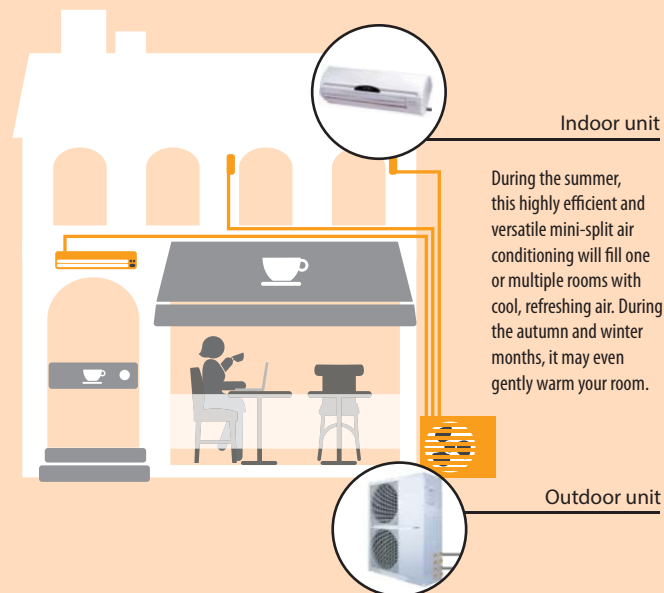 Indoor unit
During the summer,
this highly efficient and
versatile mini-split air
conditioning will fill one
or multiple rooms with
cool, refreshing air. During
the autumn and winter
months, it may even
gently warm your room.
Outdoor unit